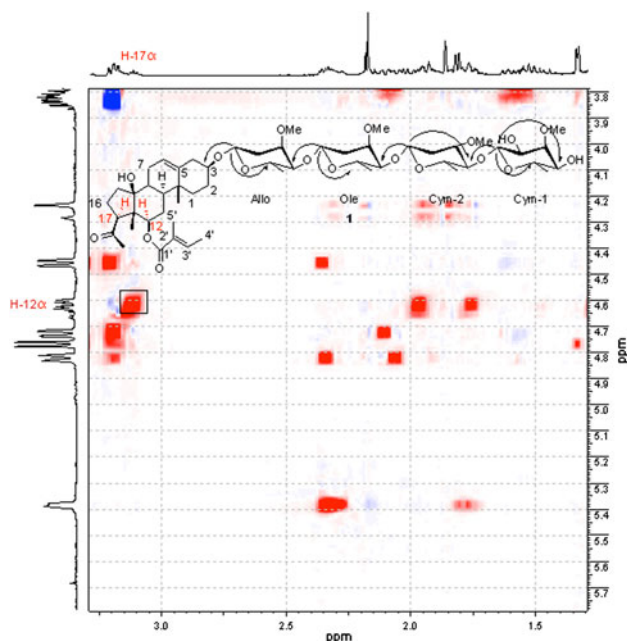 H-17α
3.8
3.9
4.0
4.1
4.2
4.3
4.4
4.5
4.6
4.7
4.8
4.9
5.0
5.1
5.2
5.3
5.4
5.5
5.6
5.7
ppm
OMe
OMe
OMe
HO
OMe
OH
O
O
O
O
O
O
O
O
7
5
3
2
1
HO
H
H
H
H
16
17
12
5'
2'
1'
3'
4'
O
O
O
Allo
Ole
Cym-2
Cym-1
1
H-12α
3.0
2.5
2.0
1.5
ppm